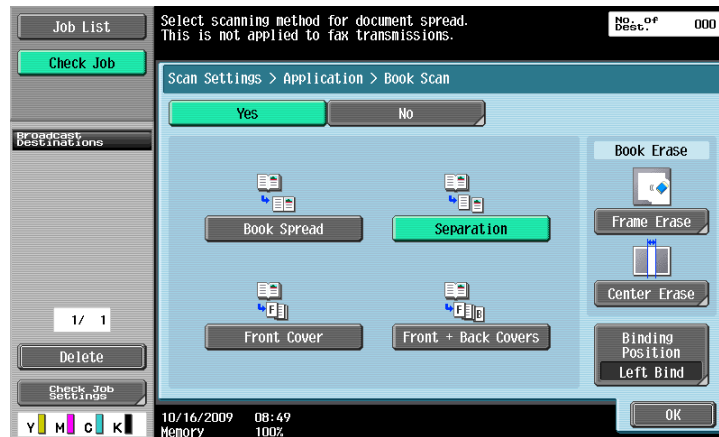 Job List
Select scanning method for document spread.
This is not applied to fax transmissions.
No. of
Dest.
000
Check Job
Scan Settings > Application > Book Scan
Yes
No
Broadcast
Destinations
Book Erase
Book Spread
Separation
Frame Erase
F
F B
Center Erase
1/ 1
Front Cover
Front + Back Covers
Binding
Position
Left Bind
Delete
Check Job
Settings
Y M C K
10/16/2009 08:49
Memory 100%
OK